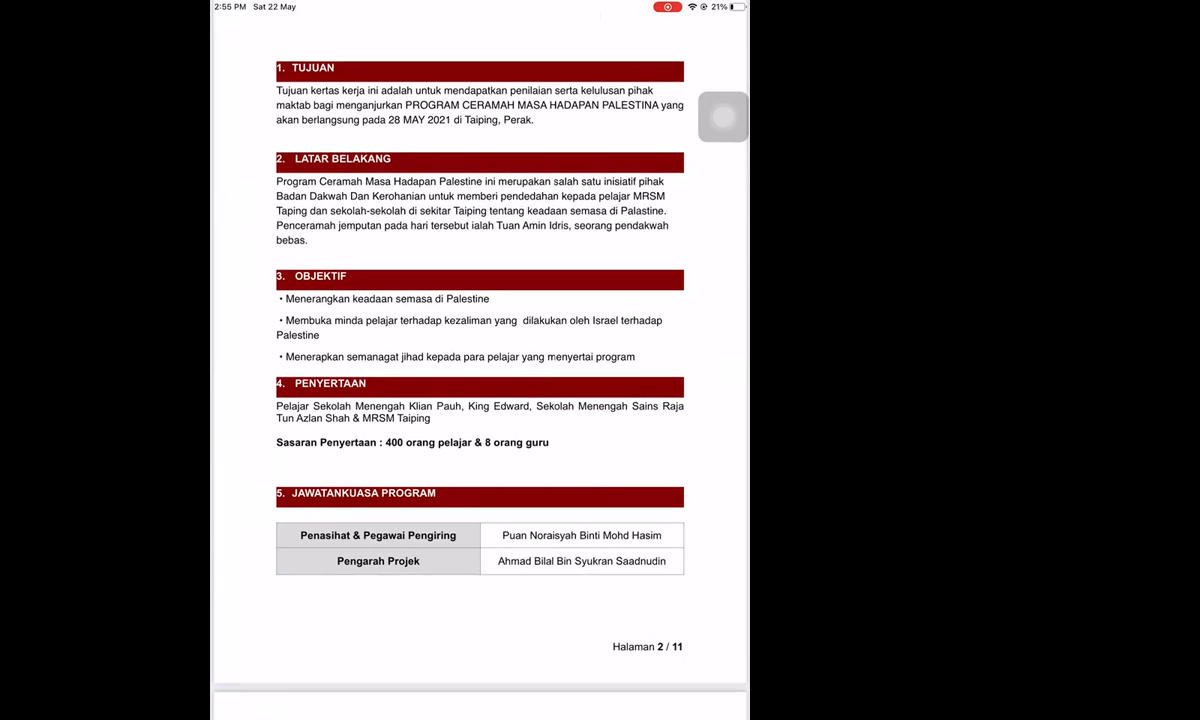 2:55 PM Sat 22 May
21%
1. TUJUAN
Tujuan kertas kerja ini adalah untuk mendapatkan penilaian serta kelulusan pihak
maktab bagi menganjurkan PROGRAM CERAMAH MASA HADAPAN PALESTINA yang
akan berlangsung pada 28 MAY 2021 di Taiping, Perak.
2. LATAR BELAKANG
Program Ceramah Masa Hadapan Palestine ini merupakan salah satu inisiatif pihak
Badan Dakwah Dan Kerohanian untuk memberi pendedahan kepada pelajar MRSM
Taping dan sekolah-sekolah di sekitar Taiping tentang keadaan semasa di Palastine.
Penceramah jemputan pada hari tersebut ialah Tuan Amin Idris, seorang pendakwah
bebas.
3. OBJEKTIF
• Menerangkan keadaan semasa di Palestine
• Membuka minda pelajar terhadap kezaliman yang dilakukan oleh Israel terhadap
Palestine
• Menerapkan semanagat jihad kepada para pelajar yang menyertai program
4. PENYERTAAN
Pelajar Sekolah Menengah Klian Pauh, King Edward, Sekolah Menengah Sains Raja
Tun Azlan Shah & MRSM Taiping
Sasaran Penyertaan : 400 orang pelajar & 8 orang guru
5. JAWATANKUASA PROGRAM
Penasihat & Pegawai Pengiring Puan Noraisyah Binti Mohd Hasim
Pengarah Projek Ahmad Bilal Bin Syukran Saadnudin
Halaman 2 / 11